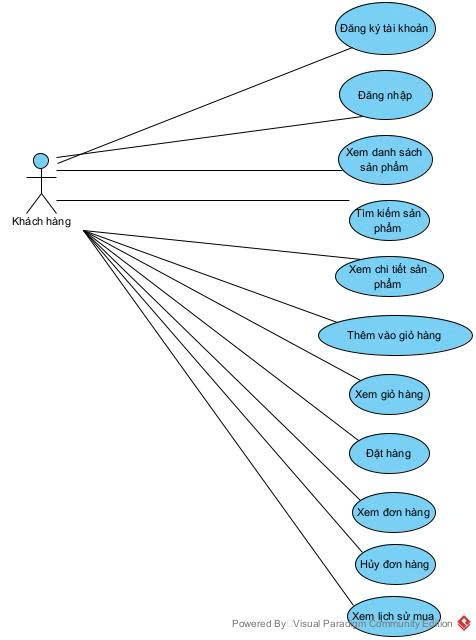 Đăng ký tài khoản
Đăng nhập
Xem danh sách
sản phẩm
Khách hàng
Tìm kiếm sản
phẩm
Xem chi tiết sản
phẩm
Thêm vào giỏ hàng
Xem giỏ hàng
Đặt hàng
Xem đơn hàng
Hủy đơn hàng
Xem lịch sử mua
Powered By Visual Paradigm Community Edition